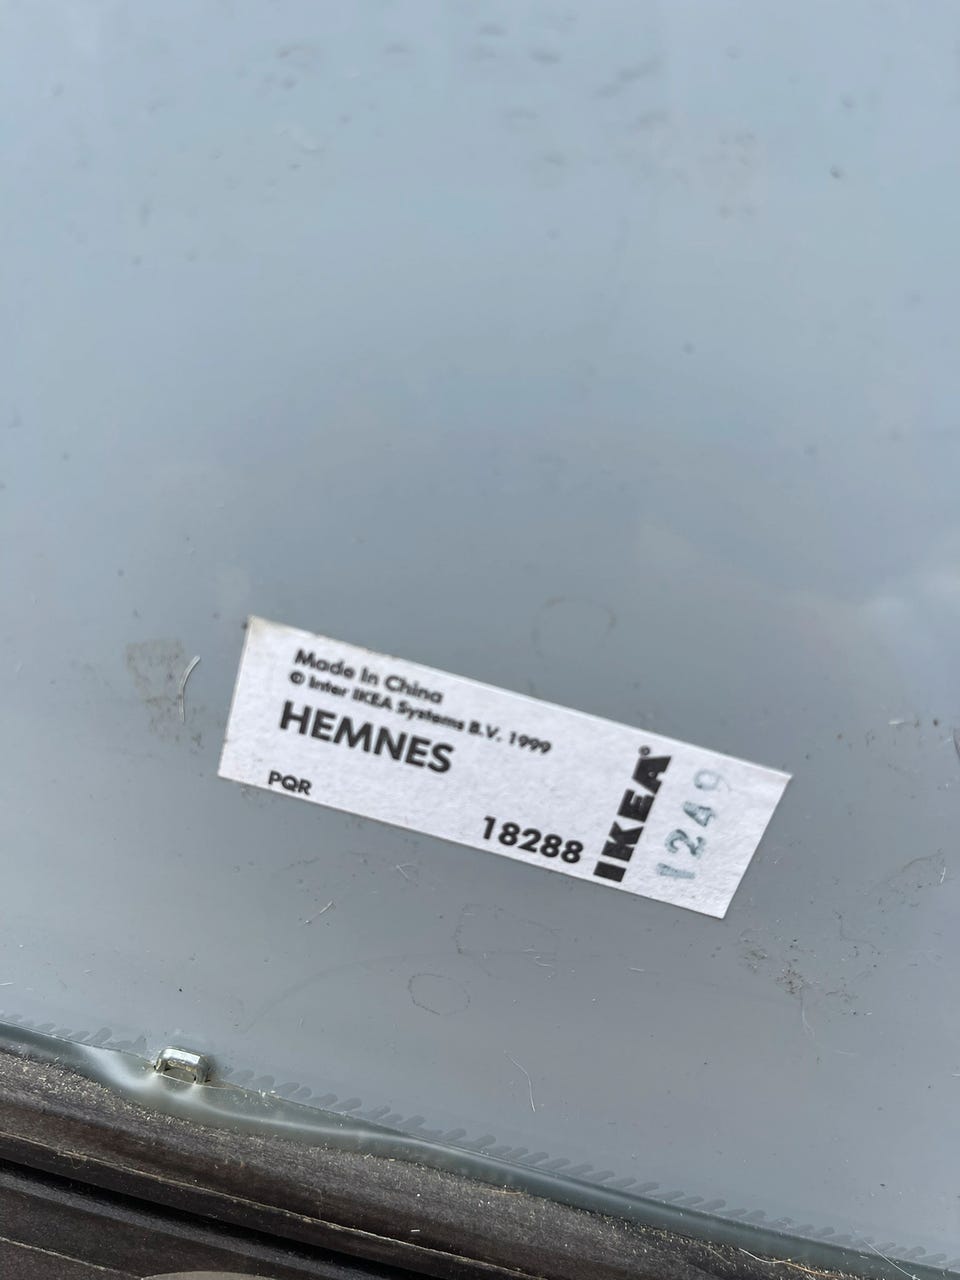 Made In China
© Inter IKEA Systems B.V. 1999
HEMNES
PQR
18288
IKEA®
1249